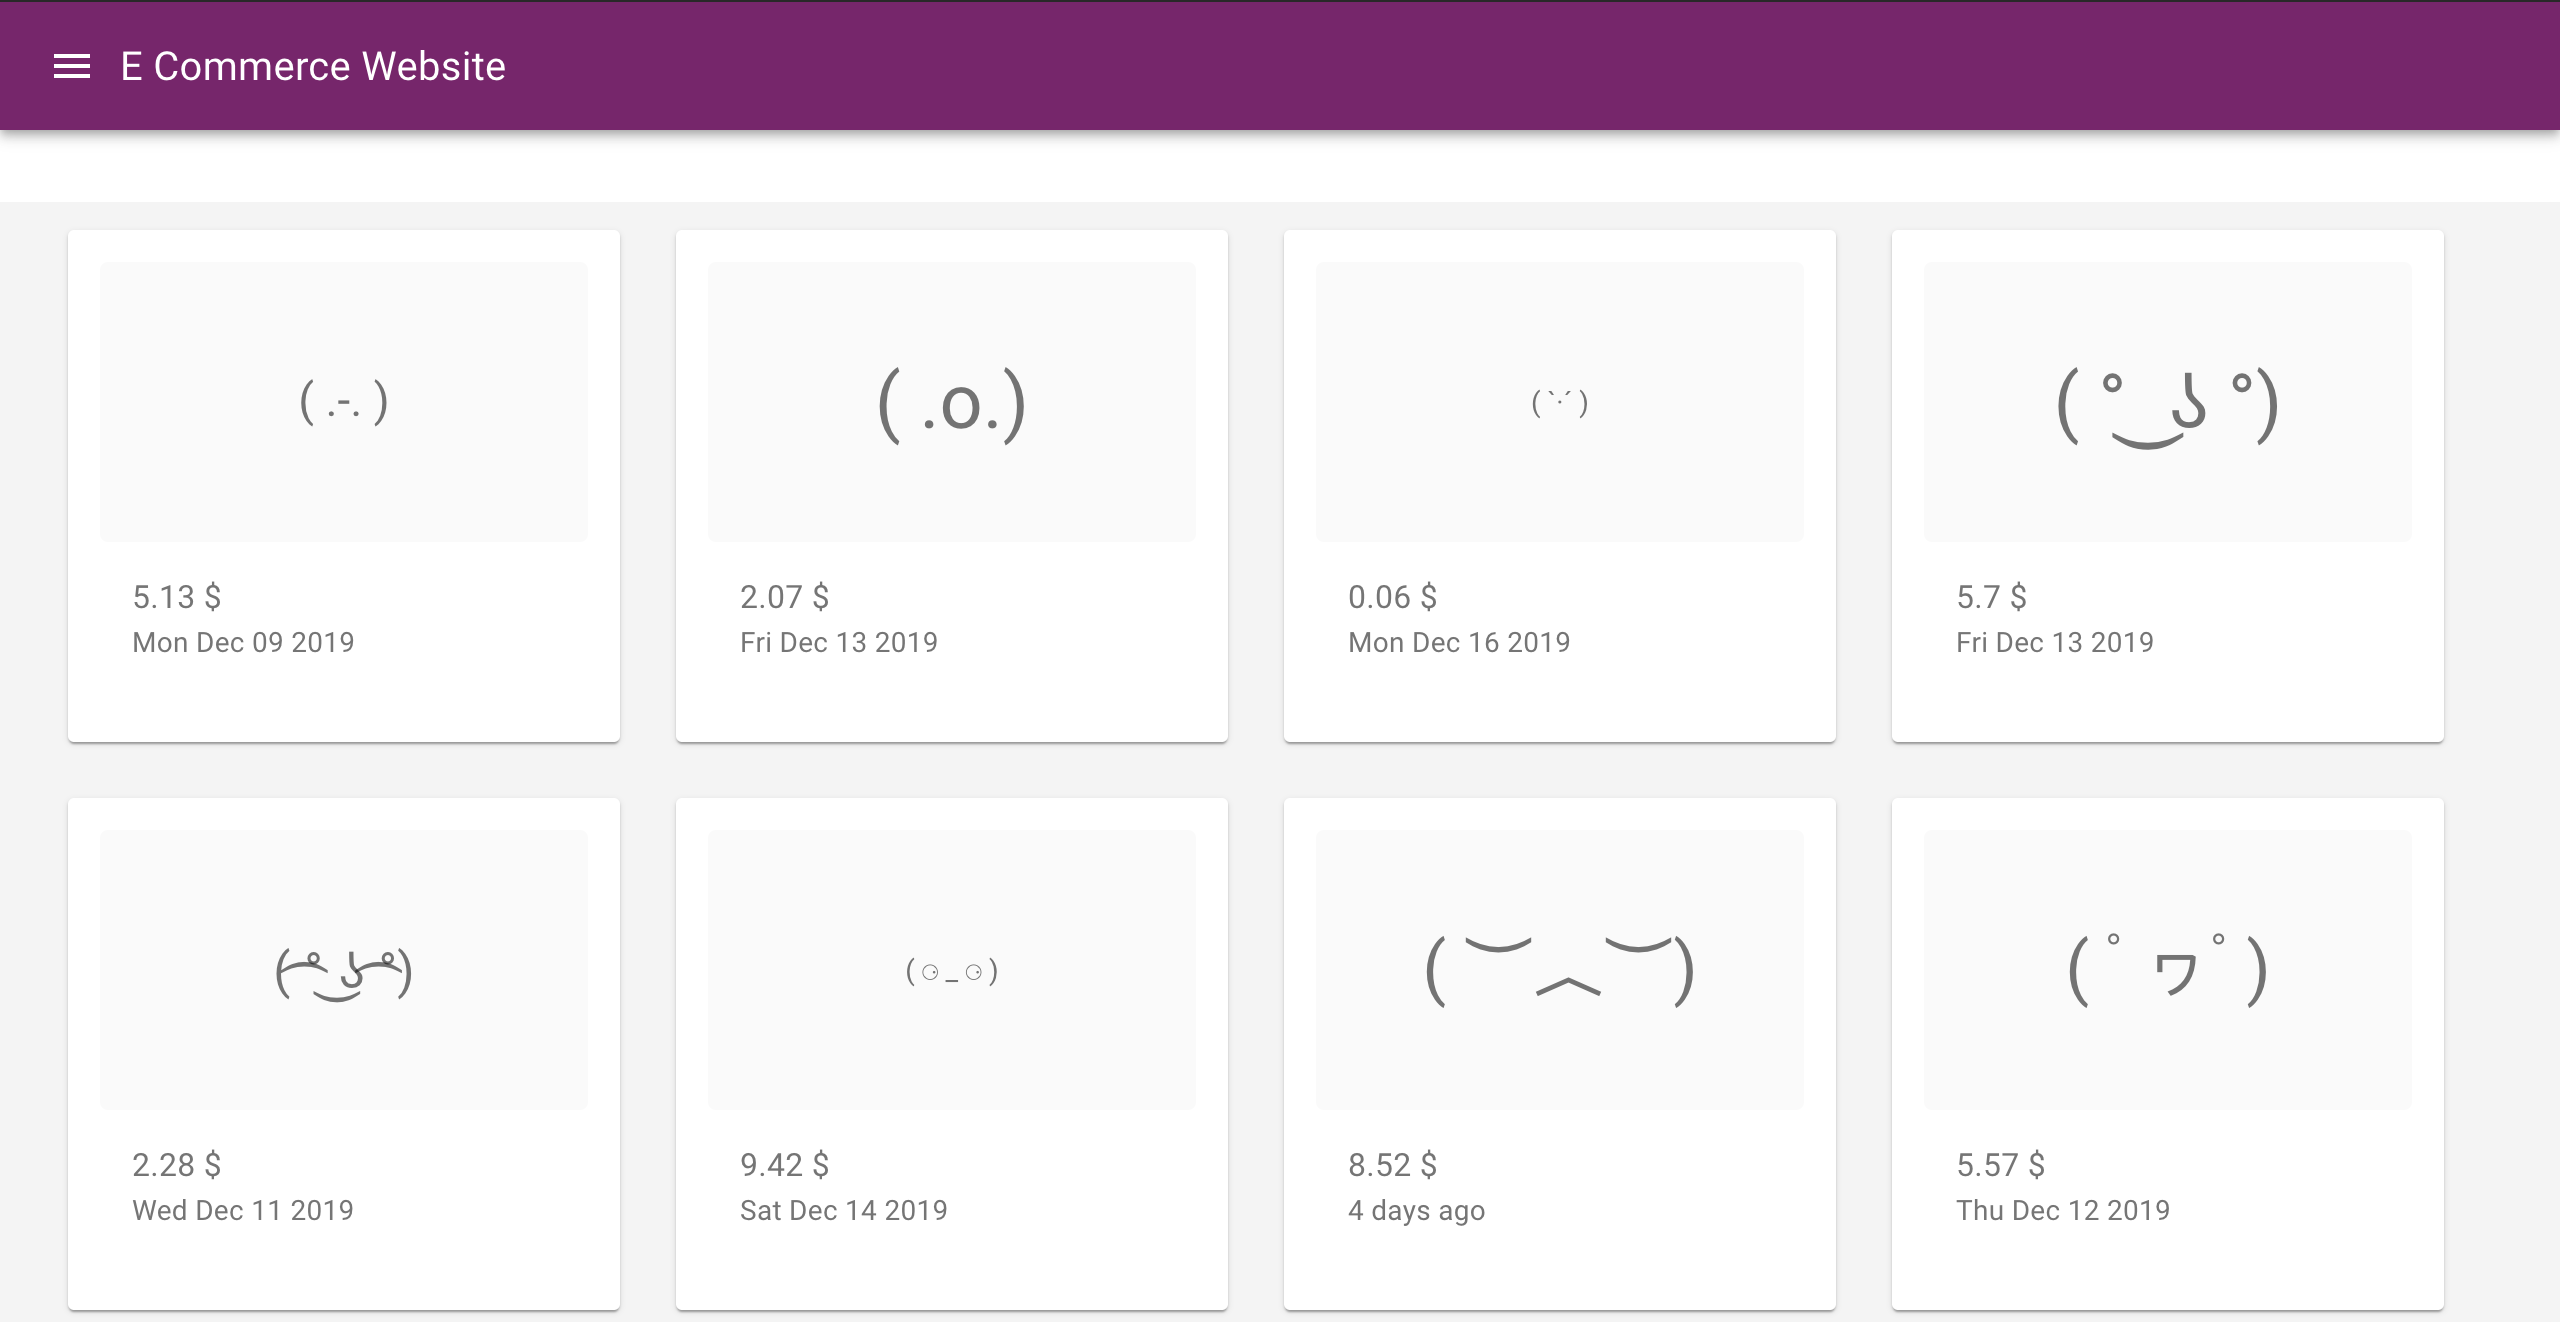 E Commerce Website
( .-. )
( .o.)
( `·´ )
( ° ͜ ʖ °)
5.13 $
Mon Dec 09 2019
2.07 $
Fri Dec 13 2019
0.06 $
Mon Dec 16 2019
5.7 $
Fri Dec 13 2019
( ͡° ͜ʖ ͡°)
( ⚆ _ ⚆ )
( ︶︿︶)
( ﾟヮﾟ)
2.28 $
Wed Dec 11 2019
9.42 $
Sat Dec 14 2019
8.52 $
4 days ago
5.57 $
Thu Dec 12 2019